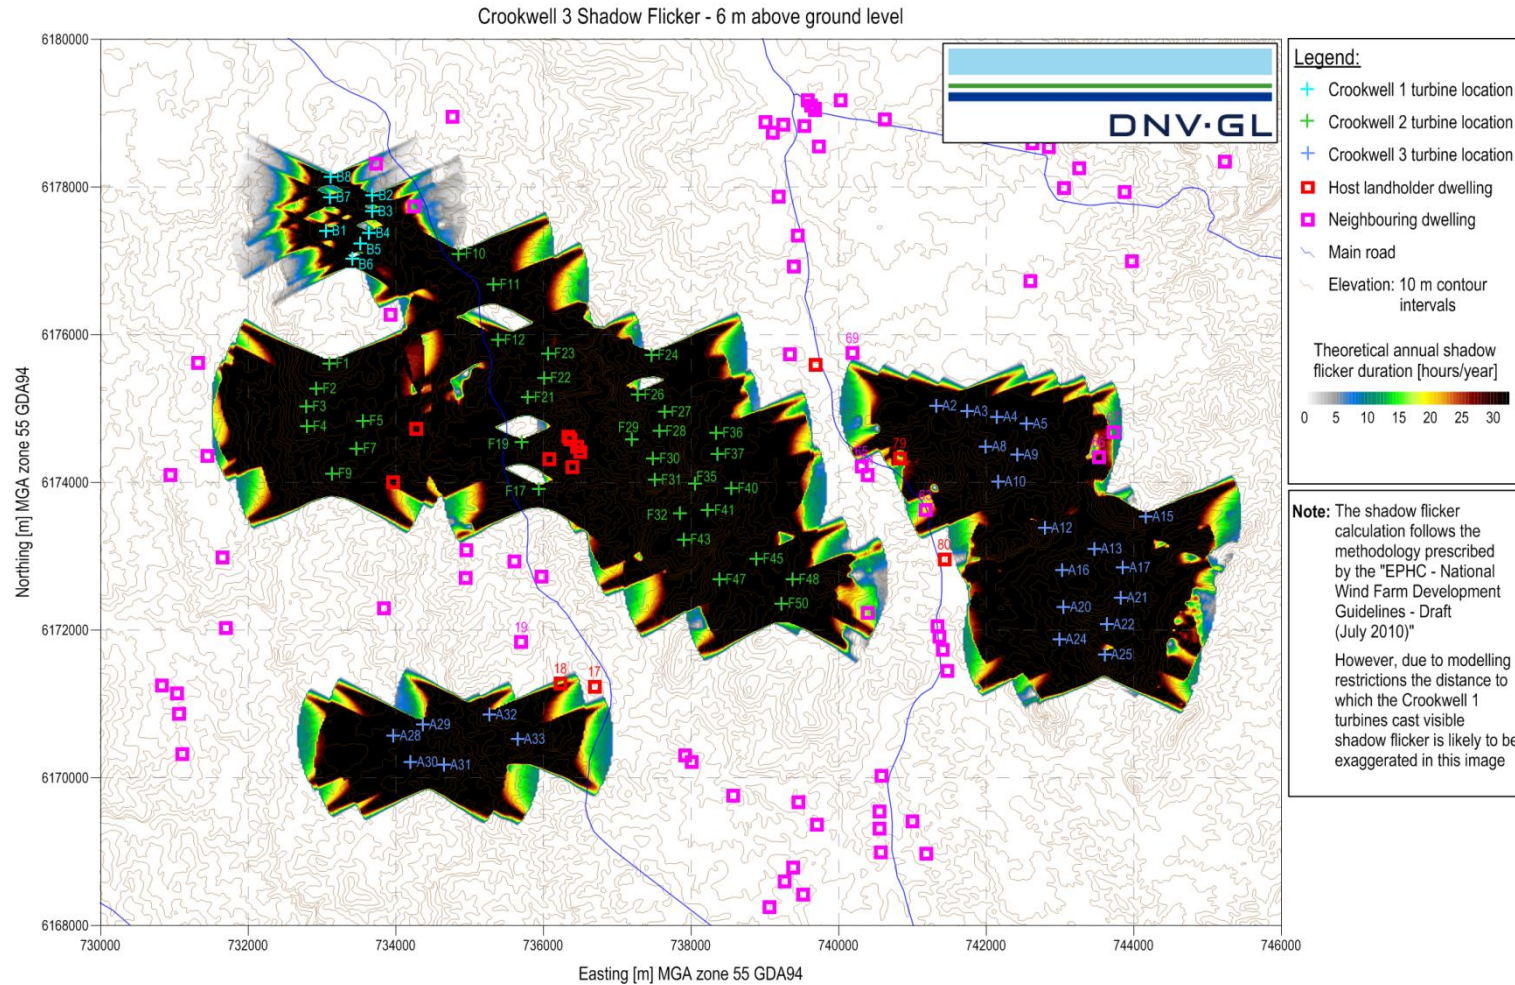 Crookwell 3 Shadow Flicker - 6 m above ground level
6180000
6178000
6176000
6174000
6172000
6170000
6168000
Northing [m] MGA zone 55 GDA94
730000
732000
734000
736000
738000
740000
742000
744000
746000
Easting [m] MGA zone 55 GDA94
DNV·GL
B8
B7
B2
B3
B1
B4
B5
B6
F10
F11
F12
F23
F24
F1
F22
F2
F21
F26
F3
F27
F4
F5
F29
F28
F36
F7
F19
F30
F37
F9
F31
F35
F17
F40
F32
F41
F43
F45
F47
F48
F50
69
A2
A3
A4
A5
79
A8
A9
A10
A12
A15
80
A13
A16
A17
A20
A21
A24
A22
A25
19
18
17
A32
A29
A28
A33
A30
A31
Legend:
Crookwell 1 turbine location
Crookwell 2 turbine location
Crookwell 3 turbine location
Host landholder dwelling
Neighbouring dwelling
Main road
Elevation: 10 m contour
intervals
Theoretical annual shadow
flicker duration [hours/year]
0 5 10 15 20 25 30
Note: The shadow flicker
calculation follows the
methodology prescribed
by the "EPHC - National
Wind Farm Development
Guidelines - Draft
(July 2010)"
However, due to modelling
restrictions the distance to
which the Crookwell 1
turbines cast visible
shadow flicker is likely to be
exaggerated in this image